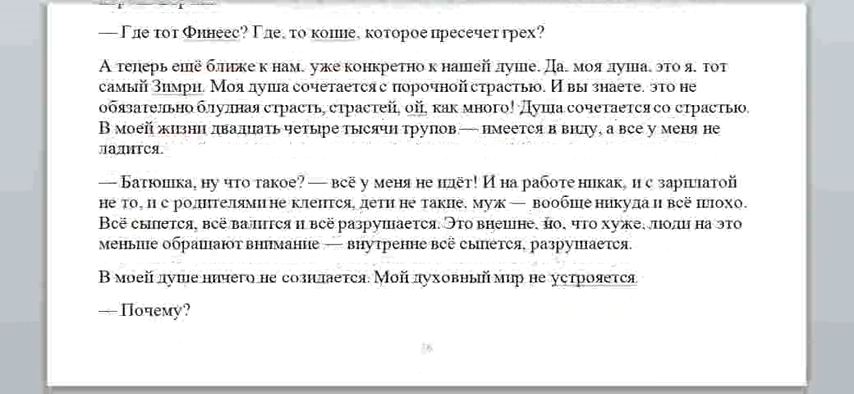 — Где тот Финеес? Где, то копие, которое пресечет грех?
А теперь ещё ближе к нам, уже конкретно к нашей душе. Да, моя душа, это я, тот
самый Зимри. Моя душа сочетается с порочной страстью. И вы знаете, это не
обязательно блудная страсть, страстей, ой, как много! Душа сочетается со страстью.
В моей жизни двадцать четыре тысячи трупов — имеется в виду, а все у меня не
ладится.
— Батюшка, ну что такое? — всё у меня не идёт! И на работе никак, и с зарплатой
не то, и с родителями не клеится, дети не такие, муж — вообще никуда и всё плохо.
Всё сыпется, всё валится и всё разрушается. Это внешне, но, что хуже, люди на это
меньше обращают внимание — внутренне всё сыпется, разрушается.
В моей душе ничего не созидается. Мой духовный мир не устрояется.
— Почему?